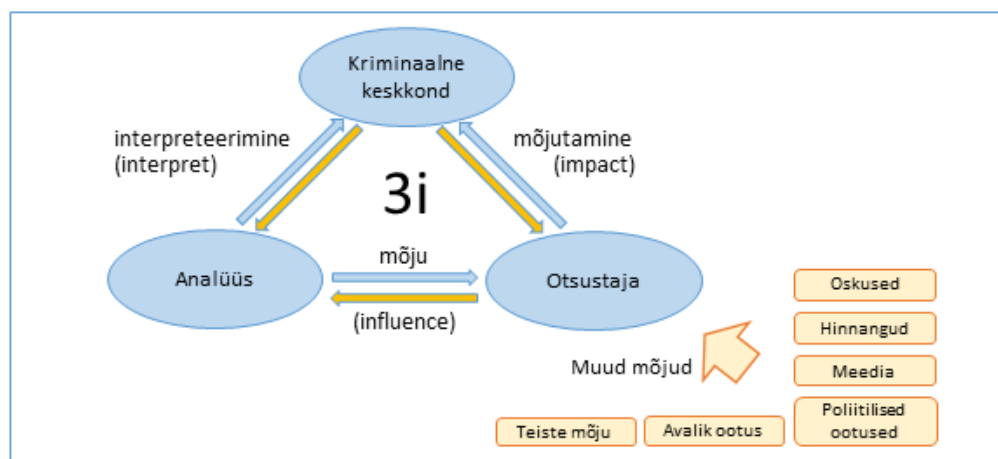 Kriminaalne
keskkond
interpreteerimine
(interpret)
mõjutamine
(impact)
3i
Analüüs
mõju
(influence)
Otsustaja
Muud mõjud
Oskused
Hinnangud
Meedia
Poliitilised
ootused
Teiste mõju
Avalik ootus